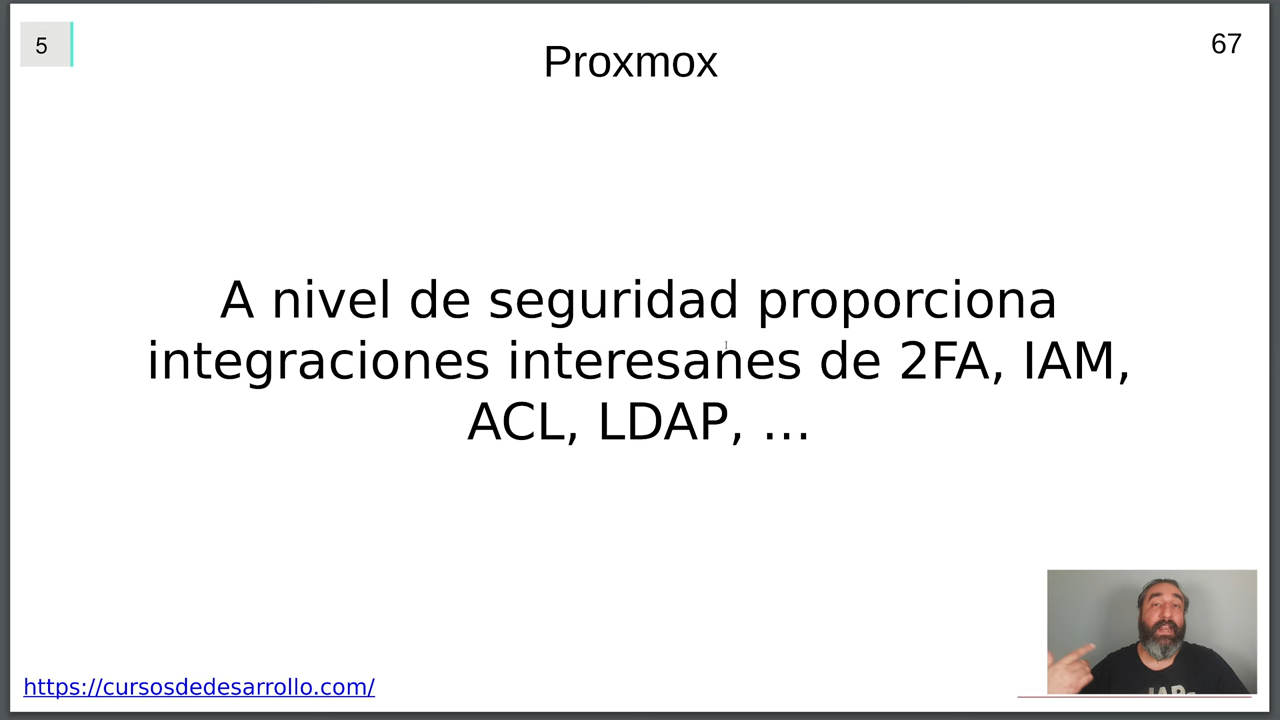 5
Proxmox
67
A nivel de seguridad proporciona
integraciones interesanes de 2FA, IAM,
ACL, LDAP, ...
https://cursosdedesarrollo.com/